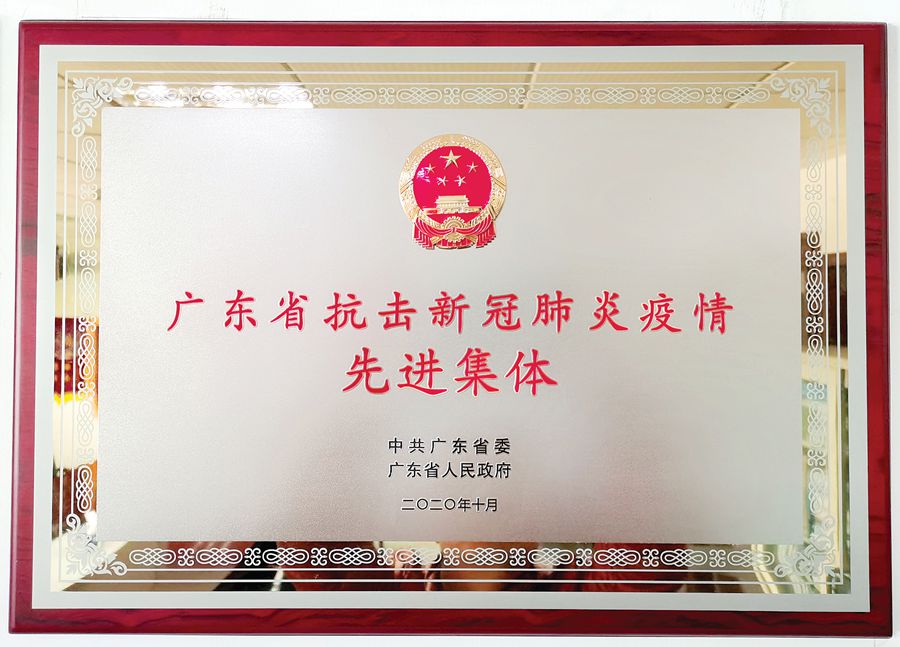 广东省抗击新冠肺炎疫情
先进集体
中共广东省委
广东省人民政府
二〇二〇年十月